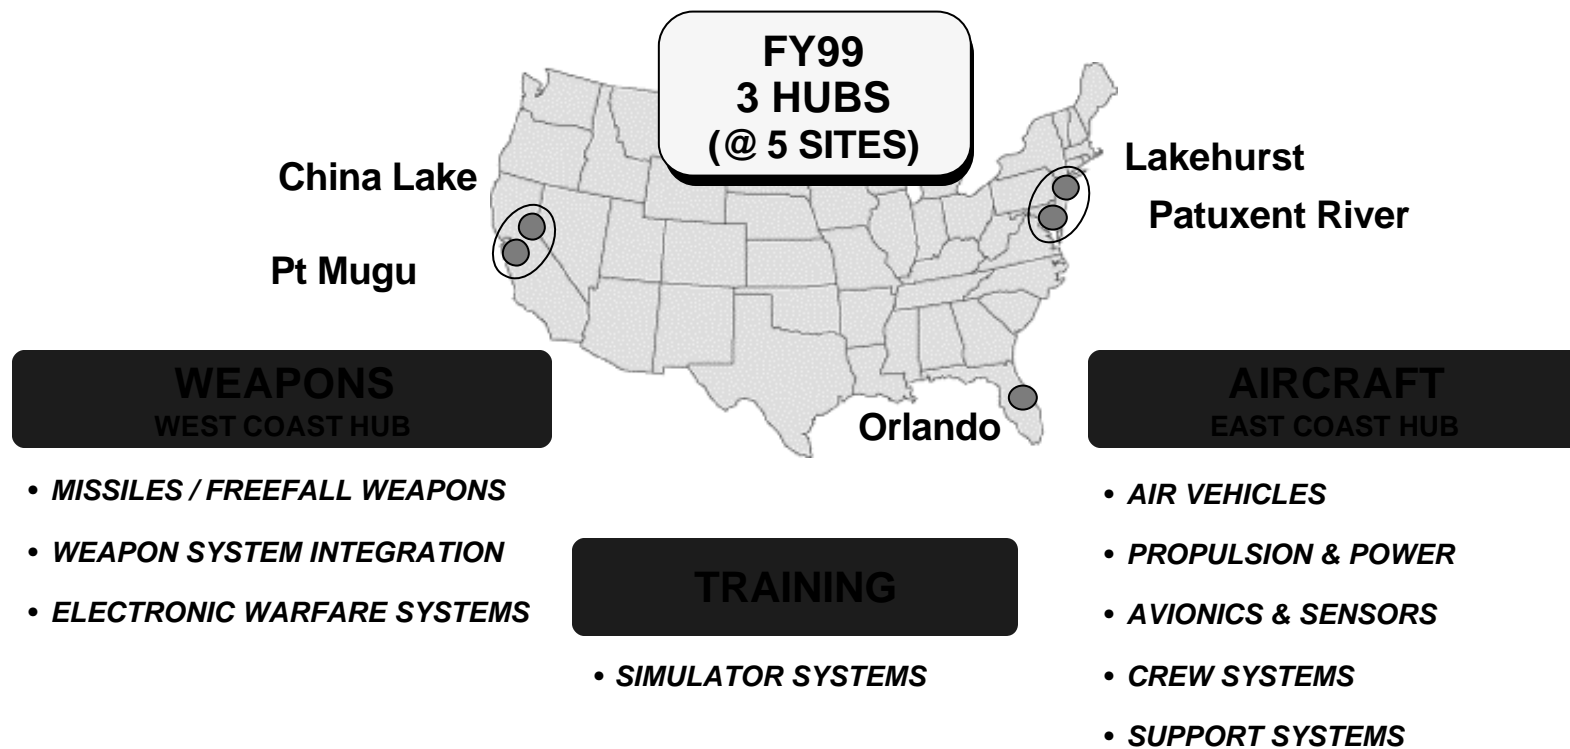 FY99
3 HUBS
(@ 5 SITES)
China Lake
Pt Mugu
Lakehurst
Patuxent River
Orlando
WEAPONS
WEST COAST HUB
• MISSILES / FREEFALL WEAPONS
• WEAPON SYSTEM INTEGRATION
• ELECTRONIC WARFARE SYSTEMS
TRAINING
• SIMULATOR SYSTEMS
AIRCRAFT
EAST COAST HUB
• AIR VEHICLES
• PROPULSION & POWER
• AVIONICS & SENSORS
• CREW SYSTEMS
• SUPPORT SYSTEMS